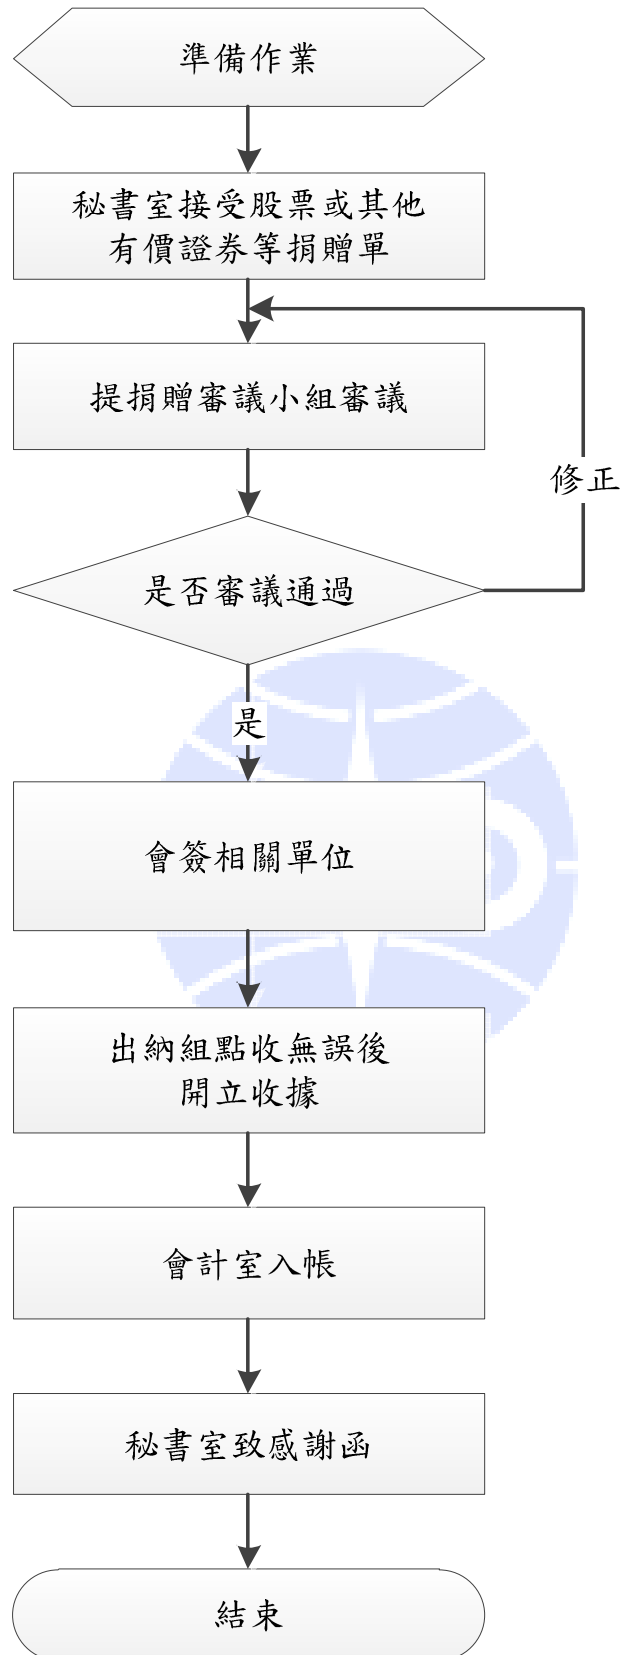 準備作業
秘書室接受股票或其他
有價證券等捐贈單
提捐贈審議小組審議
修正
是否審議通過
是
會簽相關單位
出納組點收無誤後
開立收據
會計室入帳
秘書室致感謝函
結束